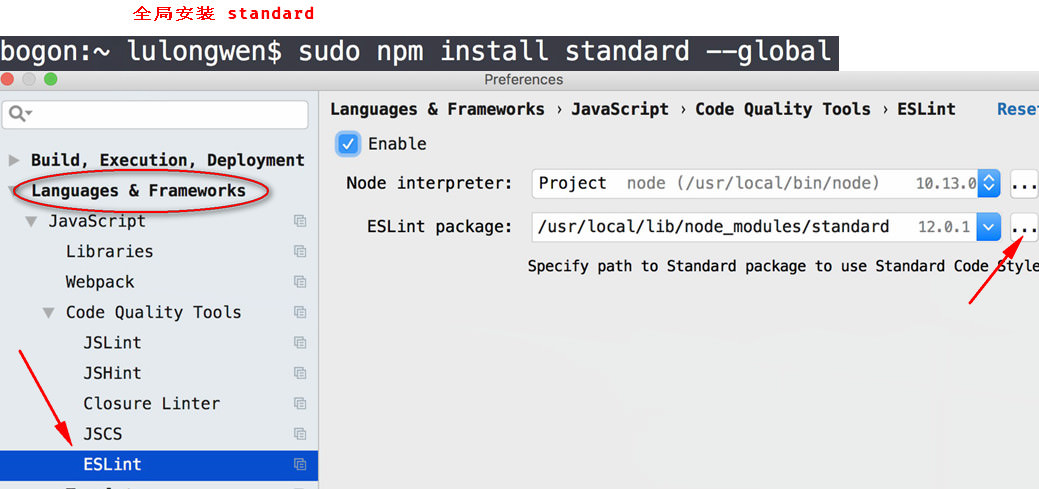 全局安装 standard
bogon:~ lulongwen$ sudo npm install standard --global
Preferences
Languages & Frameworks › JavaScript › Code Quality Tools › ESLint Reset
Enable
Build, Execution, Deployment
Node interpreter: Project node (/usr/local/bin/node) 10.13.0 ...
Languages & Frameworks
JavaScript
ESLint package: /usr/local/lib/node_modules/standard 12.0.1 ...
Libraries
Specify path to Standard package to use Standard Code Style
Webpack
Code Quality Tools
JSLint
JSHint
Closure Linter
JSCS
ESLint